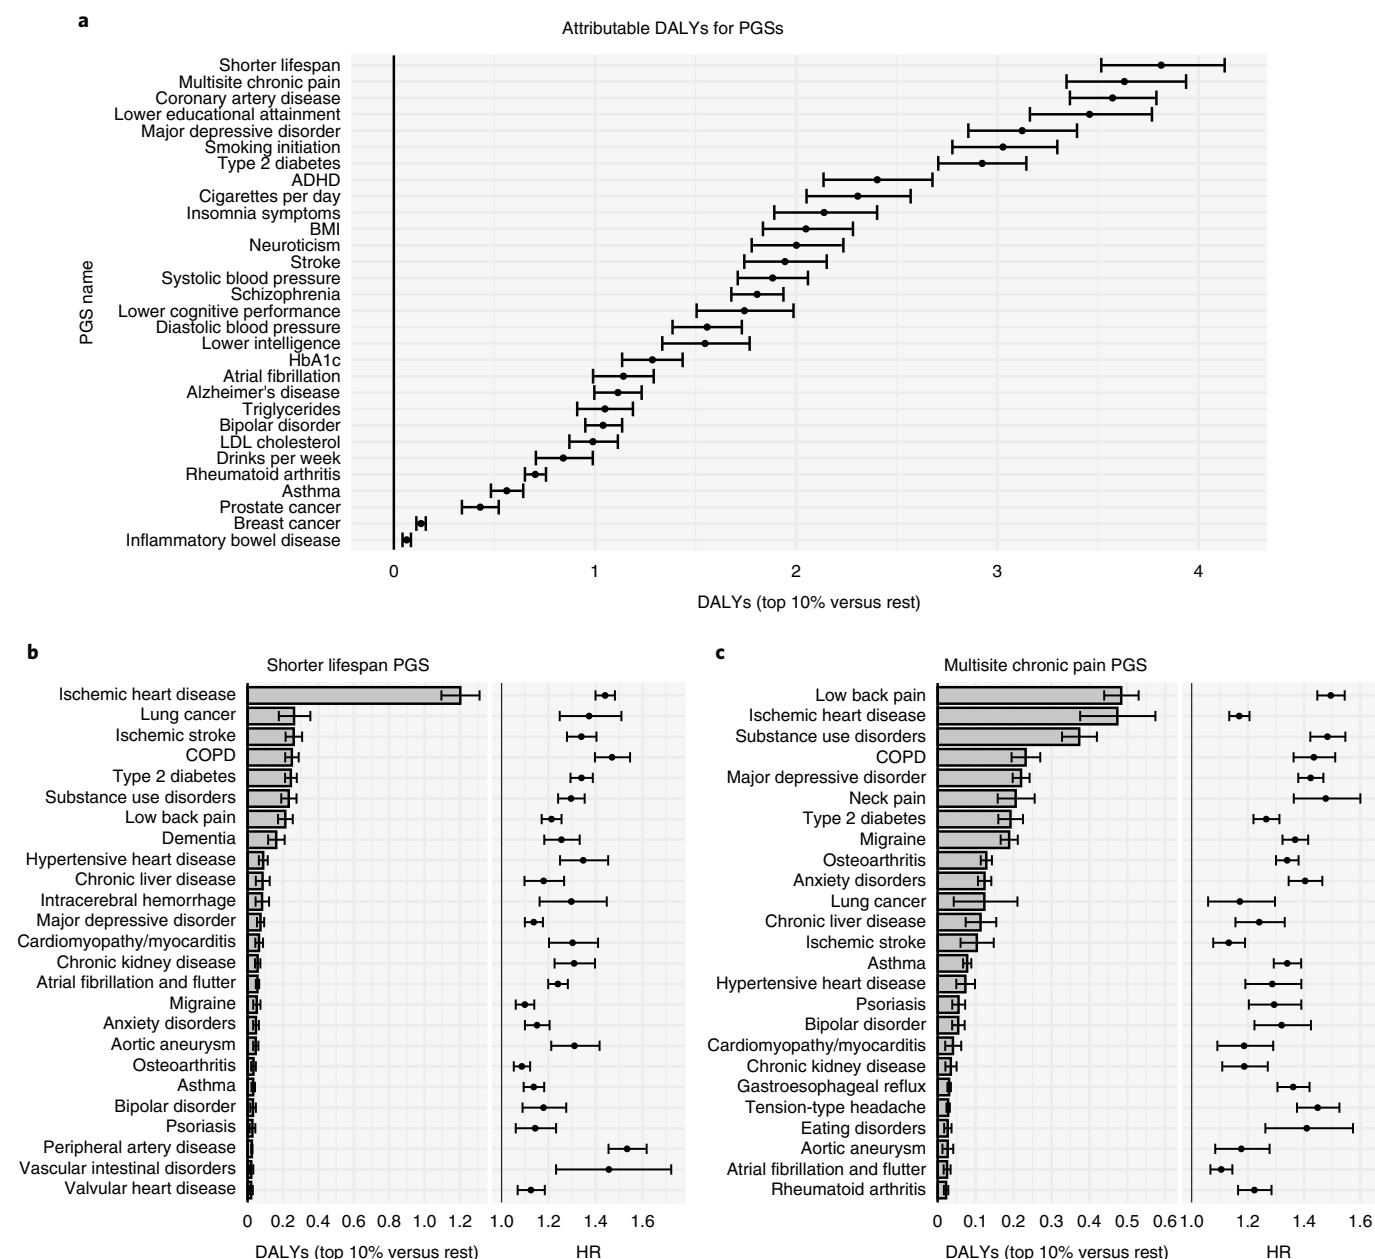 a
Attributable DALYs for PGSs
PGS name
Shorter lifespan
Multisite chronic pain
Coronary artery disease
Lower educational attainment
Major depressive disorder
Smoking initiation
Type 2 diabetes
ADHD
Cigarettes per day
Insomnia symptoms
BMI
Neuroticism
Stroke
Systolic blood pressure
Schizophrenia
Lower cognitive performance
Diastolic blood pressure
Lower intelligence
HbA1c
Atrial fibrillation
Alzheimer's disease
Triglycerides
Bipolar disorder
LDL cholesterol
Drinks per week
Rheumatoid arthritis
Asthma
Prostate cancer
Breast cancer
Inflammatory bowel disease
0 1 2 3 4
DALYs (top 10% versus rest)
b
Shorter lifespan PGS
Ischemic heart disease
Lung cancer
Ischemic stroke
COPD
Type 2 diabetes
Substance use disorders
Low back pain
Dementia
Hypertensive heart disease
Chronic liver disease
Intracerebral hemorrhage
Major depressive disorder
Cardiomyopathy/myocarditis
Chronic kidney disease
Atrial fibrillation and flutter
Migraine
Anxiety disorders
Aortic aneurysm
Osteoarthritis
Asthma
Bipolar disorder
Psoriasis
Peripheral artery disease
Vascular intestinal disorders
Valvular heart disease
0 0.2 0.4 0.6 0.8 1.0 1.2 1.0 1.2 1.4 1.6
DALYs (top 10% versus rest) HR
c
Multisite chronic pain PGS
Low back pain
Ischemic heart disease
Substance use disorders
COPD
Major depressive disorder
Neck pain
Type 2 diabetes
Migraine
Osteoarthritis
Anxiety disorders
Lung cancer
Chronic liver disease
Ischemic stroke
Asthma
Hypertensive heart disease
Psoriasis
Bipolar disorder
Cardiomyopathy/myocarditis
Chronic kidney disease
Gastroesophageal reflux
Tension-type headache
Eating disorders
Aortic aneurysm
Atrial fibrillation and flutter
Rheumatoid arthritis
0 0.1 0.2 0.3 0.4 0.5 0.6 1.0 1.2 1.4 1.6
DALYs (top 10% versus rest) HR